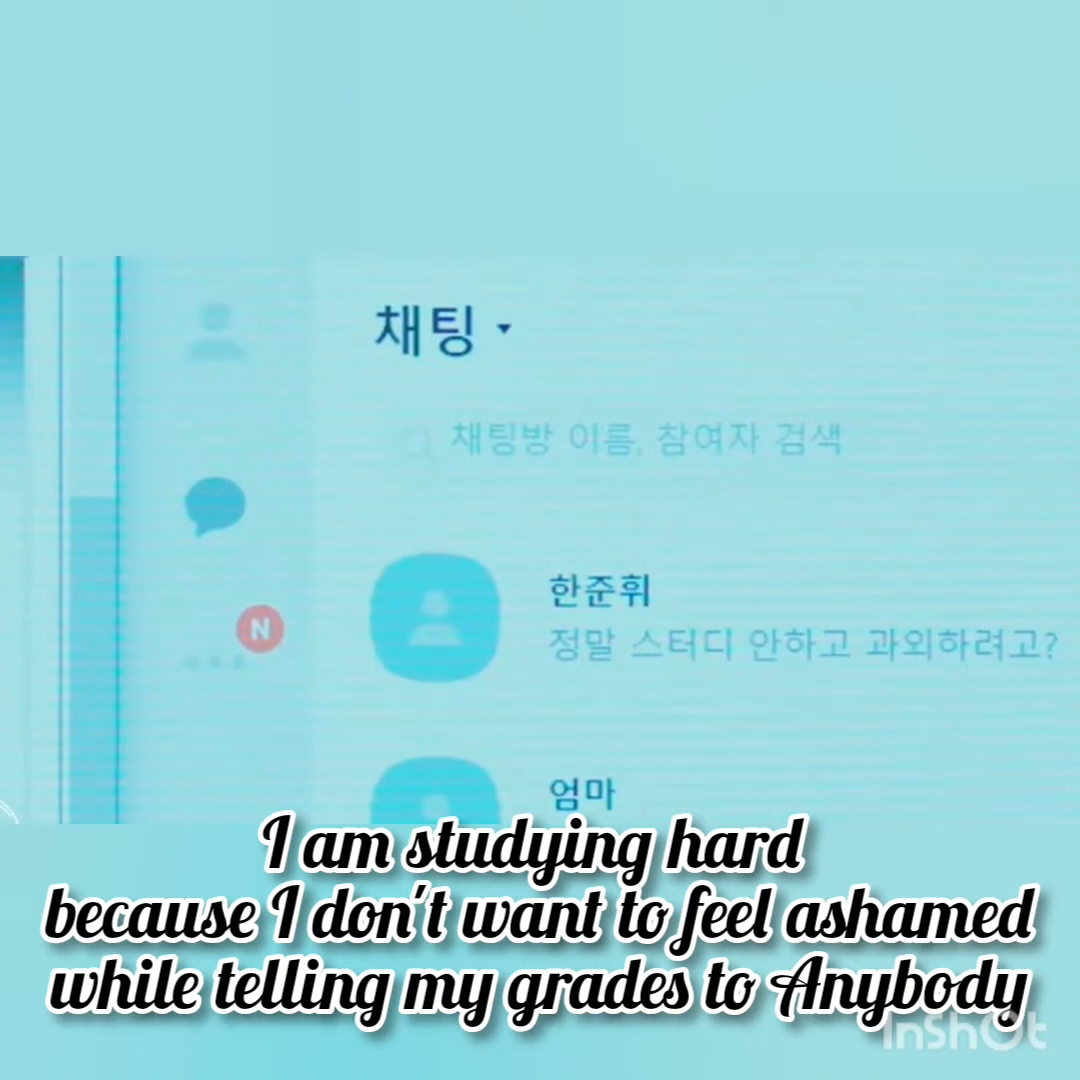 채팅
채팅방 이름, 참여자 검색
N
한준휘
정말 스터디 안하고 과외하려고?
엄마
I am studying hard
because I don't want to feel ashamed
while telling my grades to Anybody
InShOt